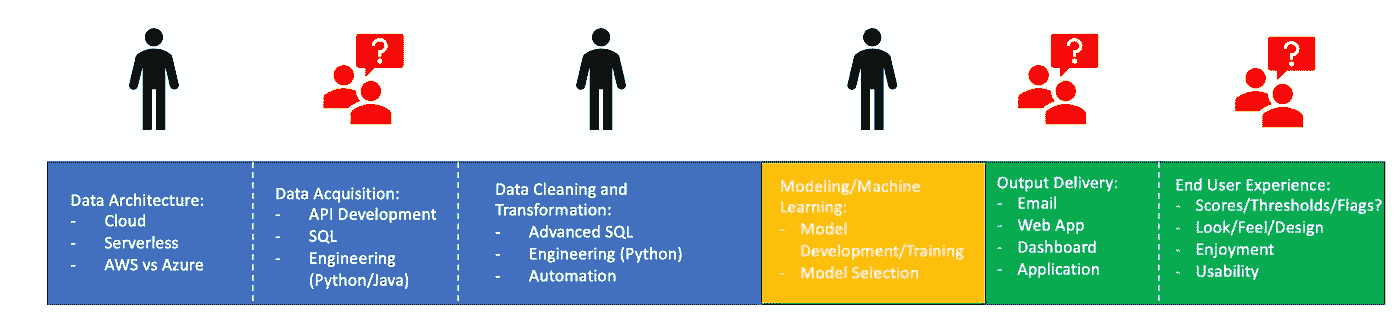 ?
?
?
Data Architecture:
- Cloud
- Serverless
- AWS vs Azure
Data Acquisition:
- API Development
- SQL
- Engineering
(Python/Java)
Data Cleaning and
Transformation:
- Advanced SQL
- Engineering (Python)
- Automation
Modeling/Machine
Learning:
- Model
Development/Training
- Model Selection
Output Delivery:
- Email
- Web App
- Dashboard
- Application
End User Experience:
- Scores/Thresholds/Flags?
- Look/Feel/Design
- Enjoyment
- Usability